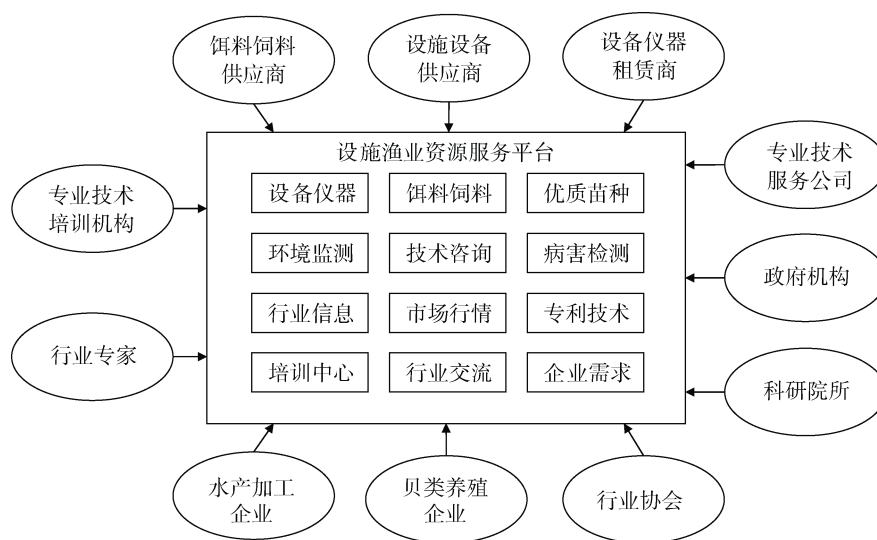 饵料饲料
供应商
设施设备
供应商
设备仪器
租赁商
设施渔业资源服务平台
专业技术
服务公司
专业技术
培训机构
设备仪器
饵料饲料
优质苗种
环境监测
技术咨询
病害检测
政府机构
行业信息
市场行情
专利技术
行业专家
培训中心
行业交流
企业需求
科研院所
水产加工
企业
贝类养殖
企业
行业协会